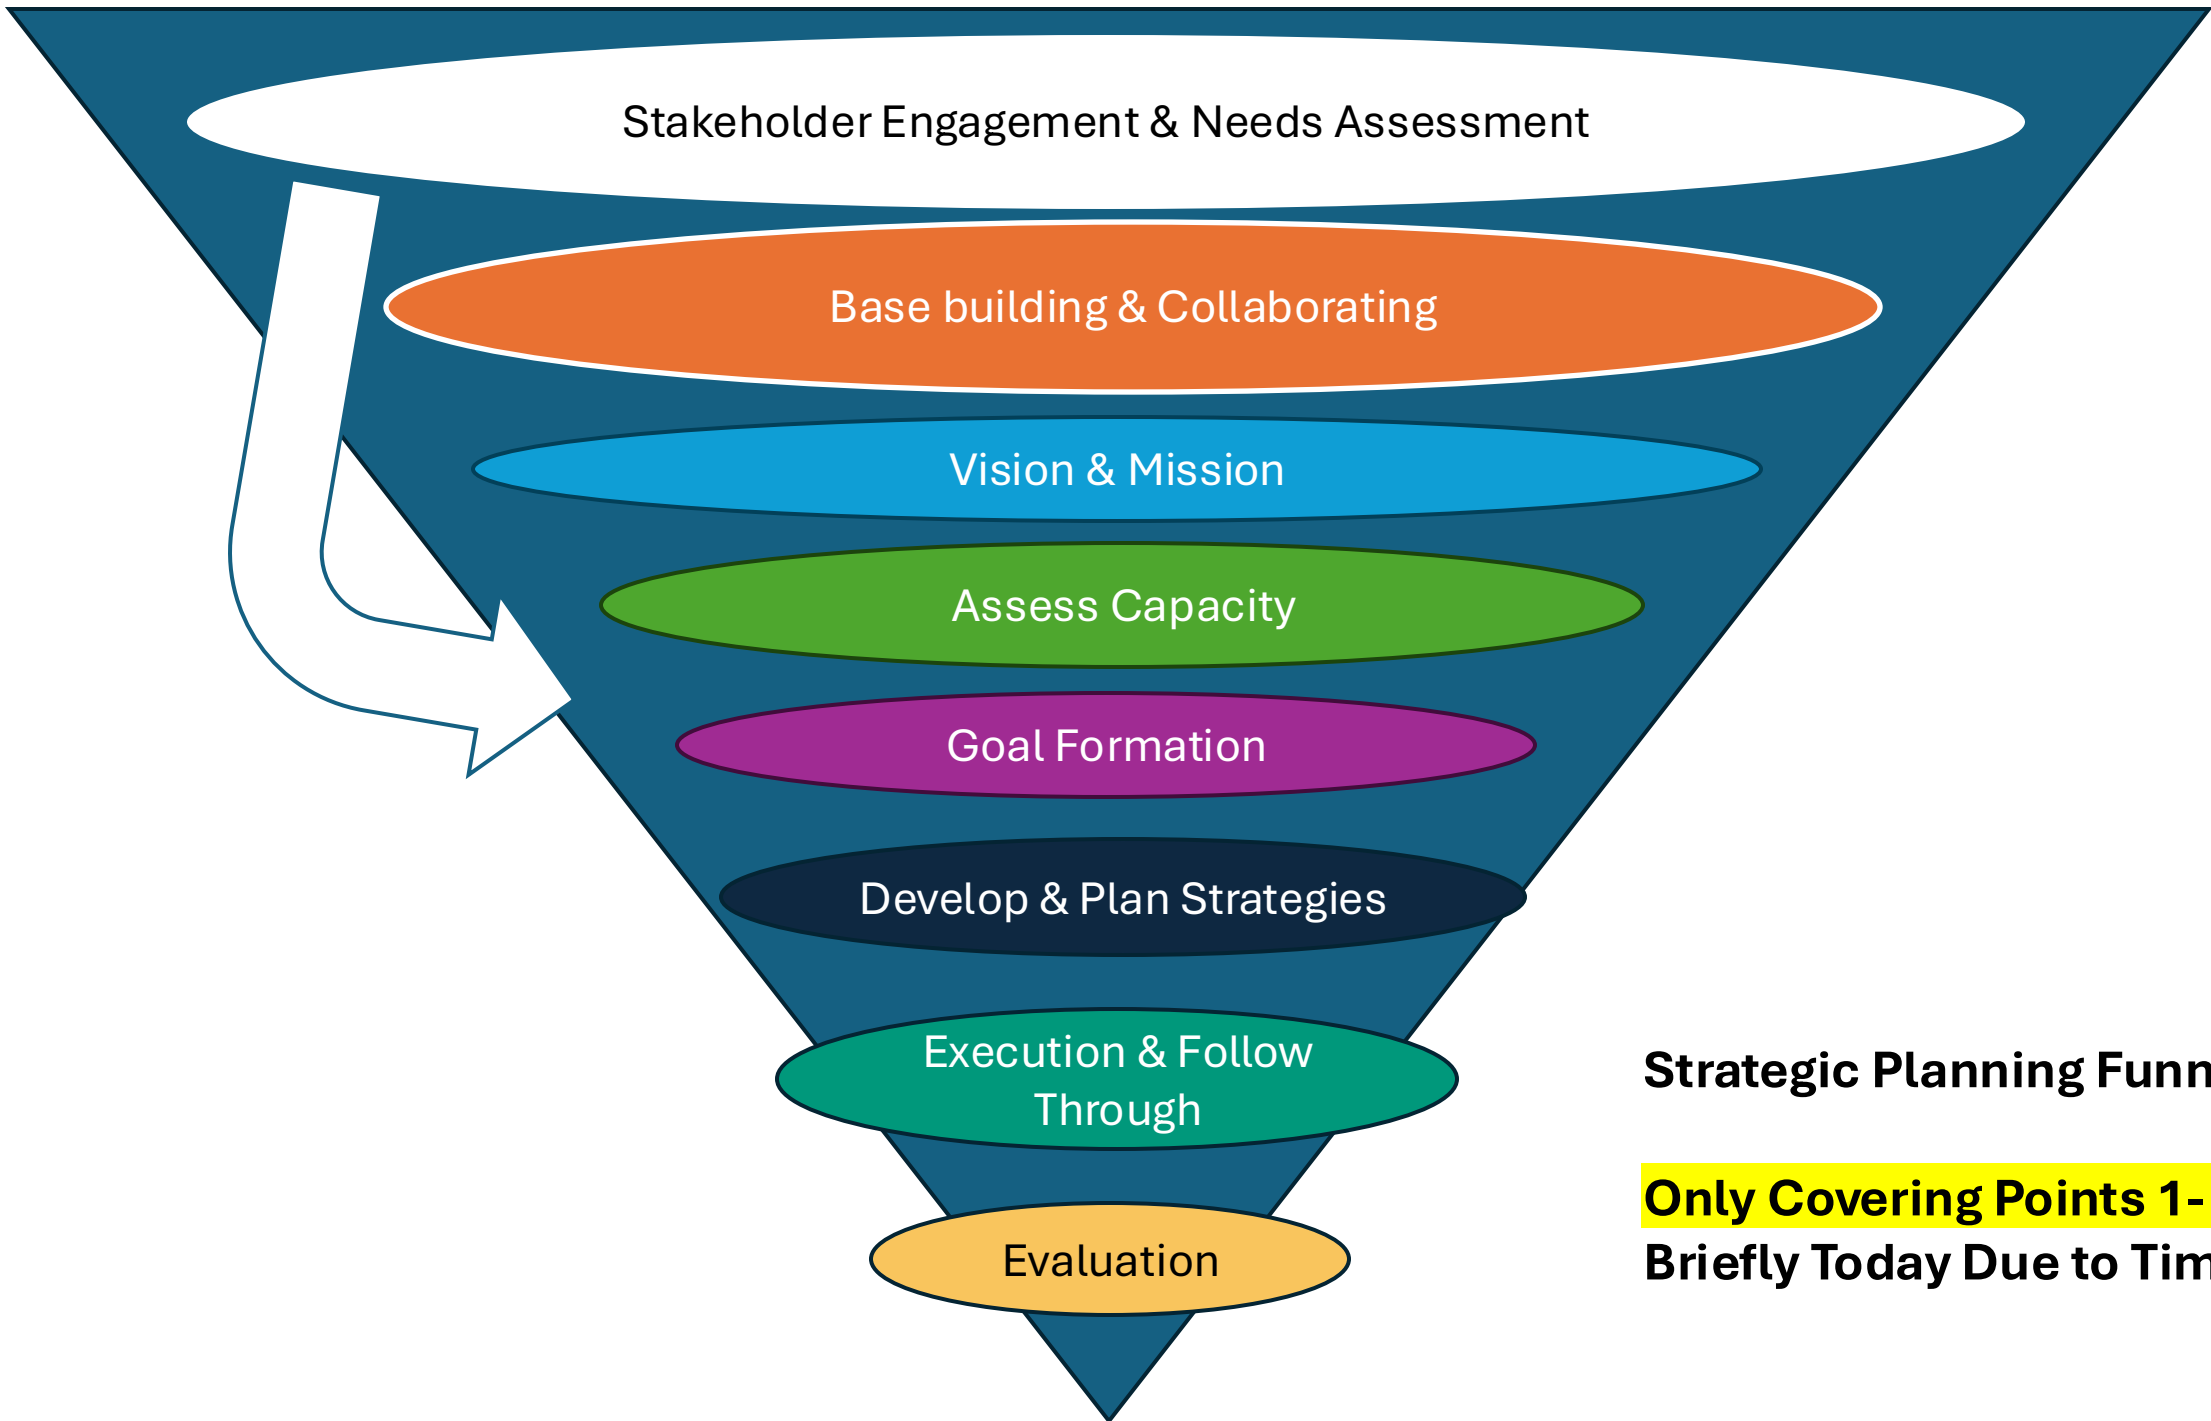 Stakeholder Engagement & Needs Assessment
Base building & Collaborating
Vision & Mission
Assess Capacity
Goal Formation
Develop & Plan Strategies
Execution & Follow
Through
Evaluation
Strategic Planning
Only Covering Points 1-
Briefly Today Due to